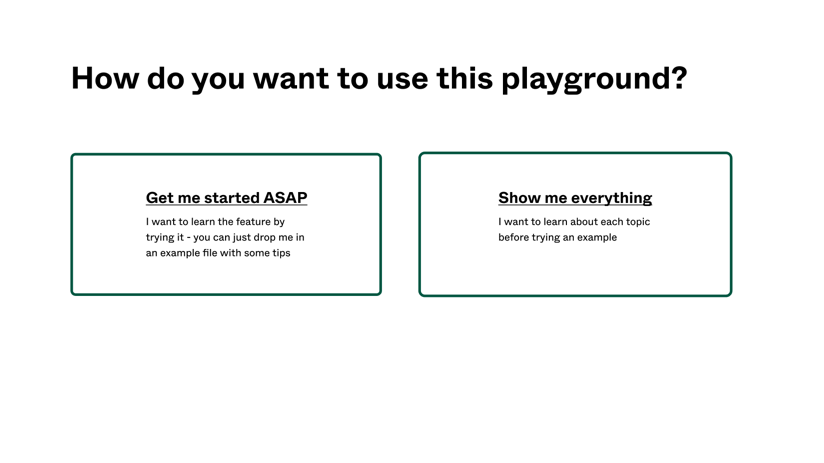 How do you want to use this playground?
Get me started ASAP
I want to learn the feature by
trying it - you can just drop me in
an example file with some tips
Show me everything
I want to learn about each topic
before trying an example